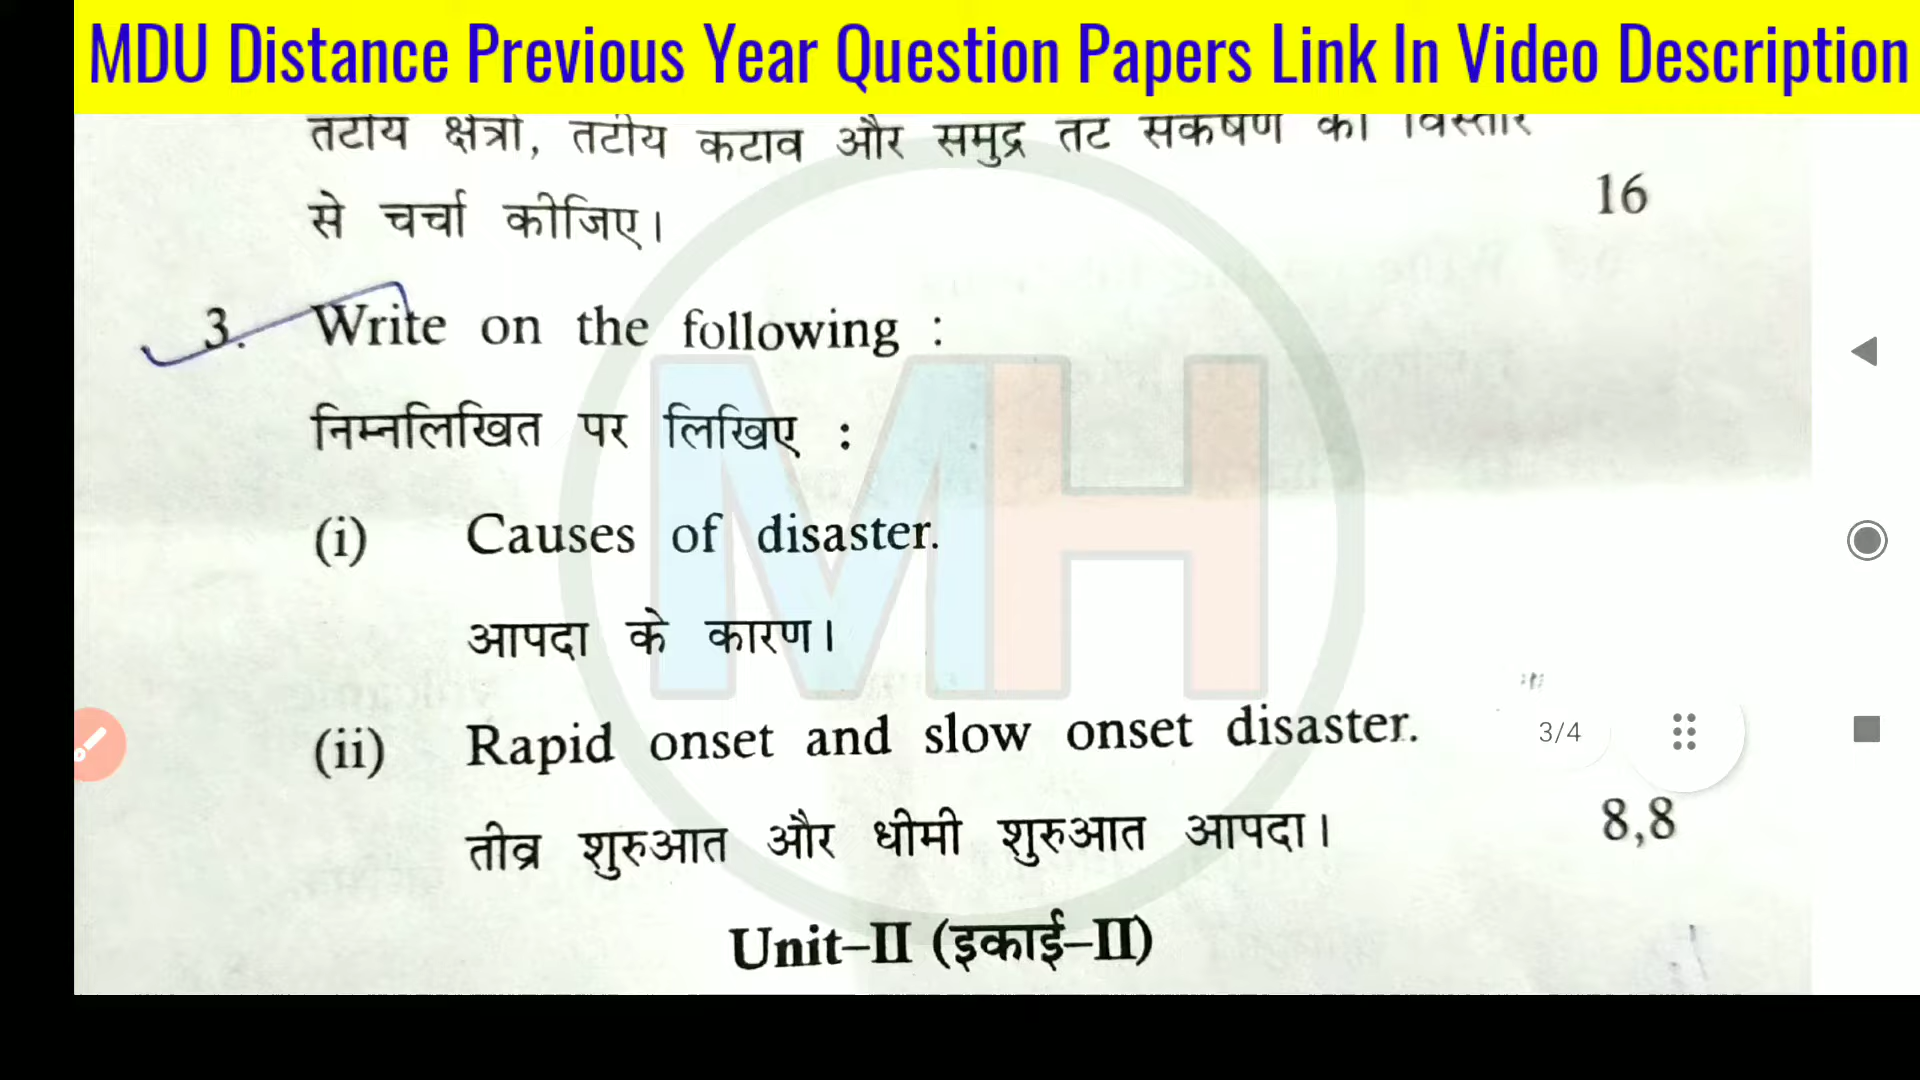 MDU Distance Previous Year Question Papers Link In Video Description
तटीय क्षेत्रों, तटीय कटाव और समुद्र तट संकर्षण की विस्तार
से चर्चा कीजिए। 16
3. Write on the following :
निम्नलिखित पर लिखिए :
(i) Causes of disaster.
आपदा के कारण।
(ii) Rapid onset and slow onset disaster.
3/4
तीव्र शुरुआत और धीमी शुरुआत आपदा। 8,8
Unit–II (इकाई–II)
MH